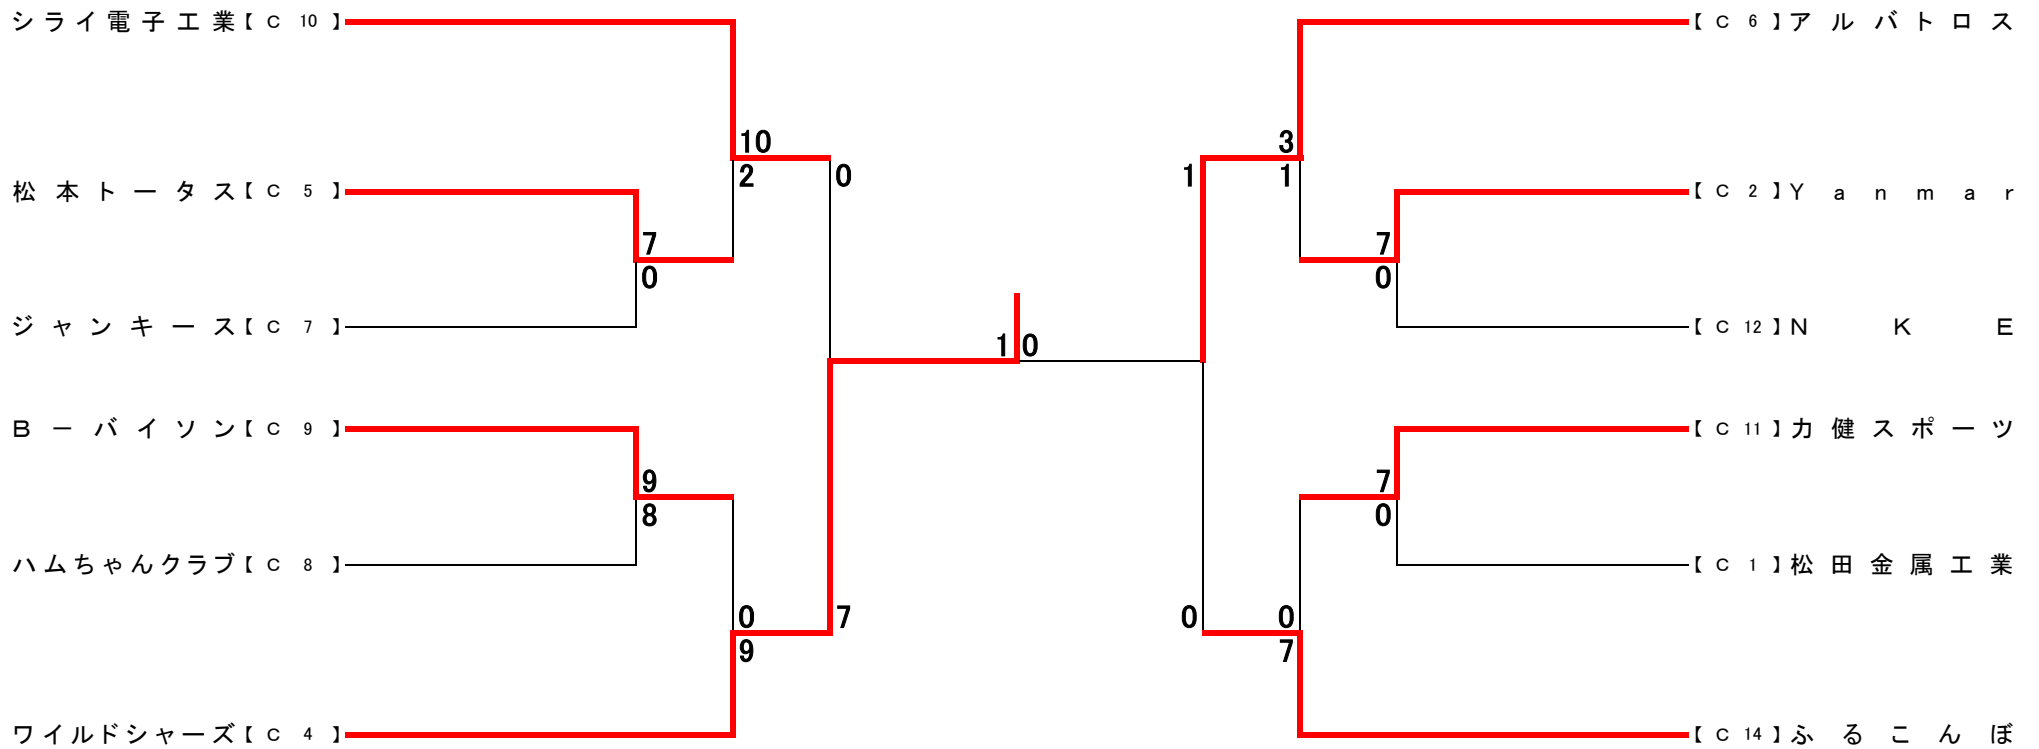 シライ電子工業【 C 10 】
【 C 6 】アルバトロス
10
3
2
0
1
1
松本トータス【 C 5 】
【 C 2 】Yanmar
7
7
0
0
ジャンキース【 C 7 】
【 C 12 】NKE
1 0
B－バイソン【 C 9 】
【 C 11 】力健スポーツ
9
7
8
0
ハムちゃんクラブ【 C 8 】
【 C 1 】松田金属工業
0
7
0
0
9
7
ワイルドシャーズ【 C 4 】
【 C 14 】ふるこんぼ